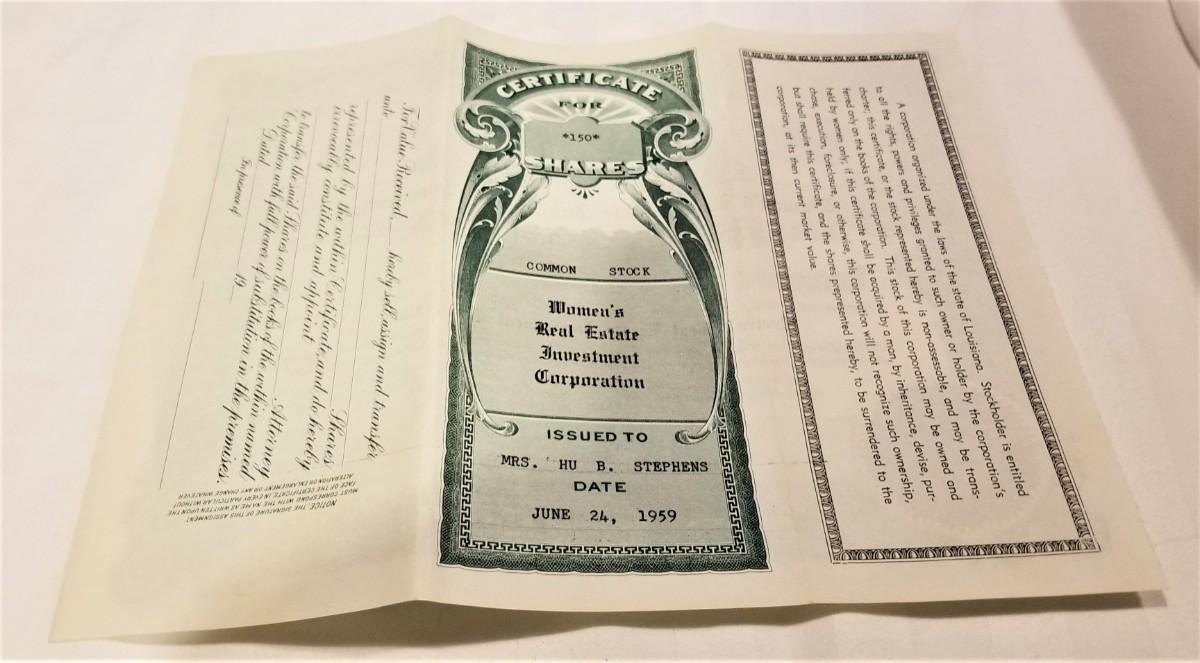 For Value Received, hereby sell, assign and transfer
unto
Shares
represented by the within Certificate, and do hereby
irrevocably constitute and appoint
Attorney
to transfer the said Shares on the books of the within named
Corporation with full power of substitution in the premises.
Dated 19
In presence of
NOTICE. THE SIGNATURE OF THIS ASSIGNMENT
MUST CORRESPOND WITH THE NAME AS WRITTEN UPON THE
FACE OF THE CERTIFICATE, IN EVERY PARTICULAR, WITHOUT
ALTERATION OR ENLARGEMENT OR ANY CHANGE WHATEVER
CERTIFICATE
FOR
*150*
SHARES
COMMON STOCK
Women's
Real Estate
Investment
Corporation
ISSUED TO
MRS. HU B. STEPHENS
DATE
JUNE 24, 1959
A corporation organized under the laws of the state of Louisiana. Stockholder is entitled
to all the rights, powers and privileges granted to such owner or holder by the corporation's
charter; this certificate, or the stock represented hereby is non-assessable, and may be trans-
ferred only on the books of the corporation. This stock of this corporation may be owned and
held by women only; if this certificate shall be acquired by a man, by inheritance, devise, pur-
chase, execution, foreclosure, or otherwise, this corporation will not recognize such ownership,
but shall require this certificate, and the shares prepresented hereby, to be surrendered to the
corporation, at its then current market value.